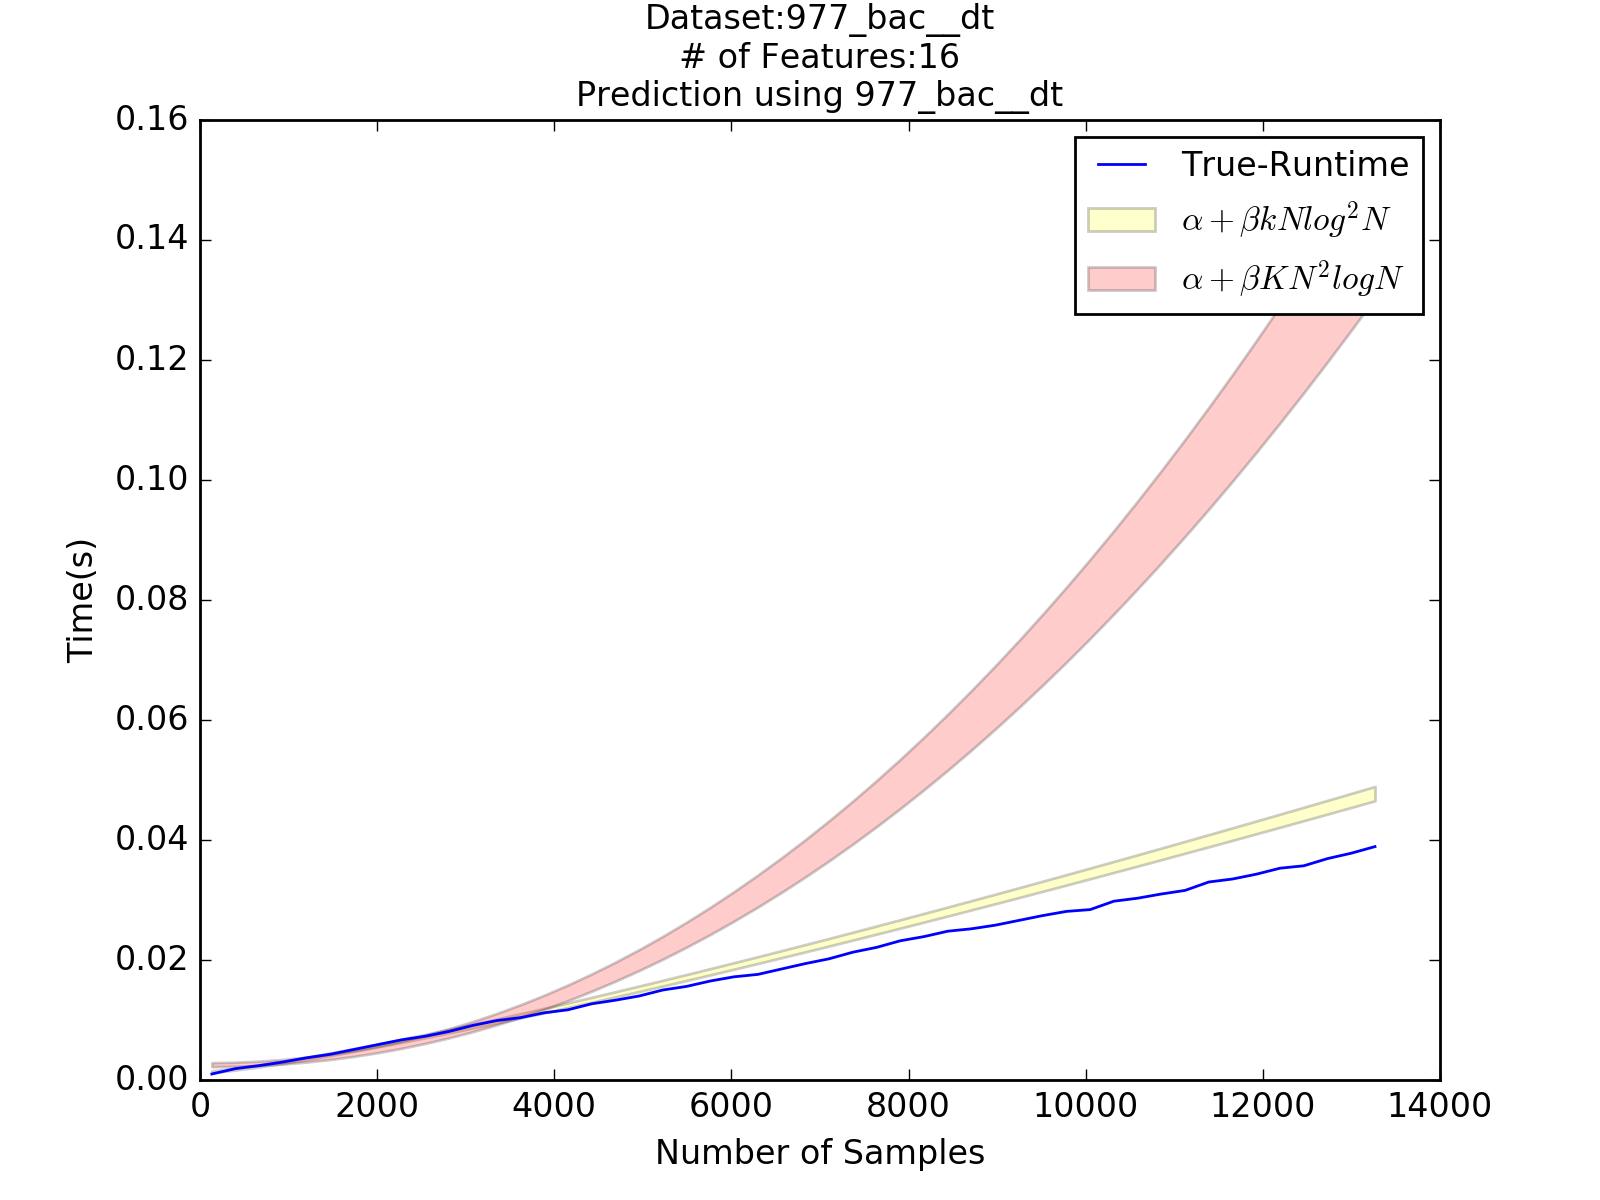 Dataset:977_bac__dt
# of Features:16
Prediction using 977_bac__dt
0.16
0.14
0.12
0.10
0.08
0.06
0.04
0.02
0.00
Time(s)
True-Runtime
α + βkNlog²N
α + βKN²logN
0 2000 4000 6000 8000 10000 12000 14000
Number of Samples